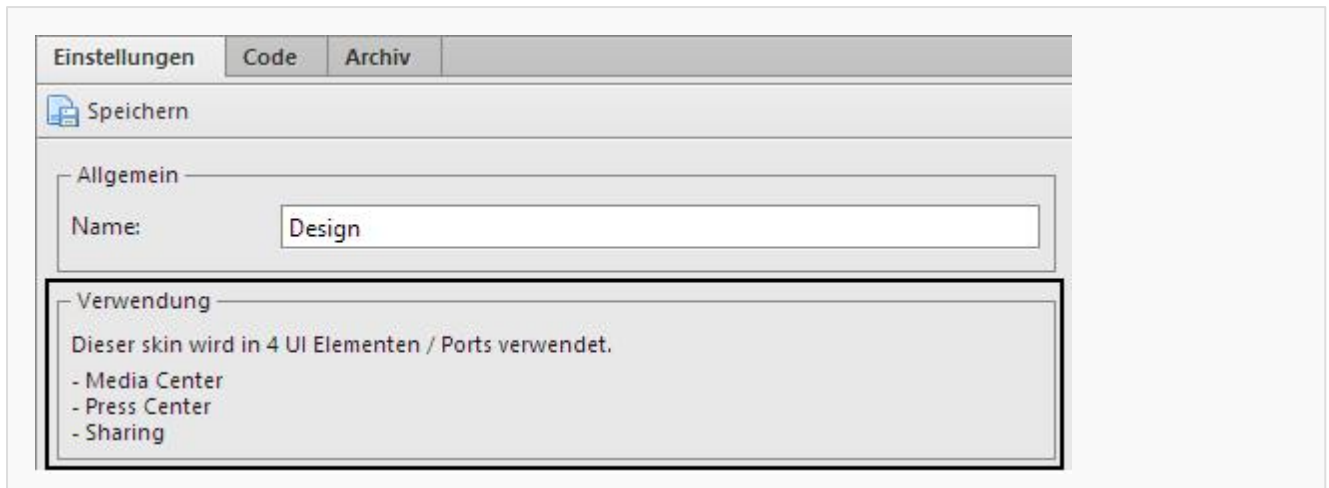 Einstellungen Code Archiv
Speichern
Allgemein
Name: Design
Verwendung
Dieser skin wird in 4 UI Elementen / Ports verwendet.
- Media Center
- Press Center
- Sharing